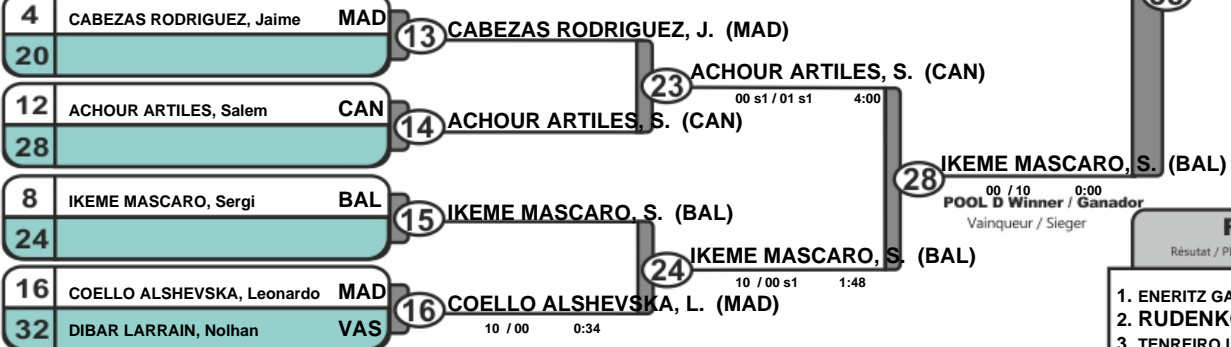 4 CABEZAS RODRIGUEZ, Jaime MAD
20
13 CABEZAS RODRIGUEZ, J. (MAD)
12 ACHOUR ARTILES, Salem CAN
28
14 ACHOUR ARTILES, S. (CAN)
23 ACHOUR ARTILES, S. (CAN)
00 s1 / 01 s1 4:00
8 IKEME MASCARO, Sergi BAL
24
15 IKEME MASCARO, S. (BAL)
16 COELLO ALSHEVSKA, Leonardo MAD
32 DIBAR LARRAIN, Nolhan VAS
16 COELLO ALSHEVSKA, L. (MAD)
10 / 00 0:34
24 IKEME MASCARO, S. (BAL)
10 / 00 s1 1:48
28 IKEME MASCARO, S. (BAL)
00 / 10 0:00
POOL D Winner / Ganador
Vainqueur / Sieger
Résutat /
1. ENERITZ
2.
3. TENREIRO